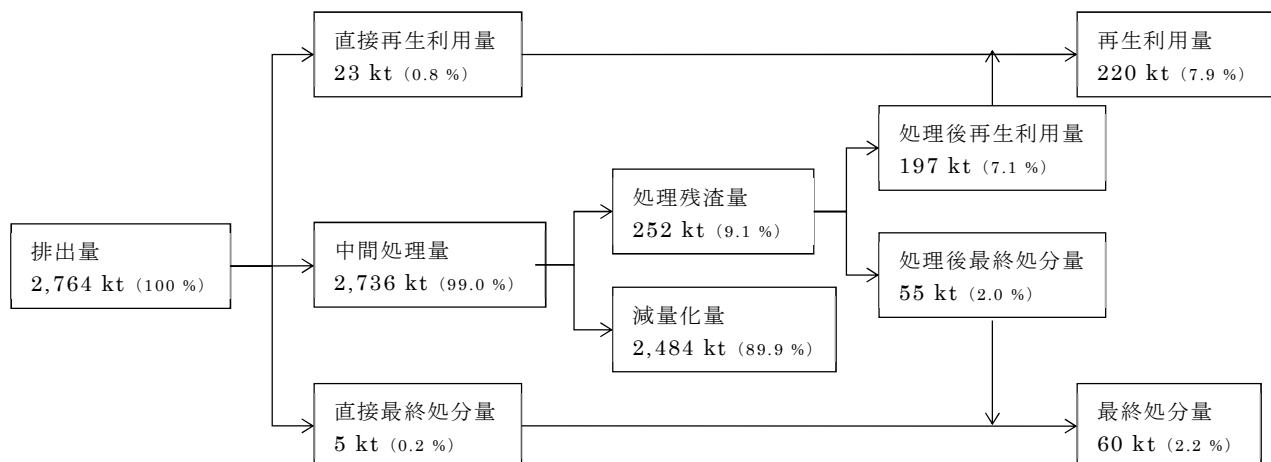 直接再生利用量
23 kt（0.8 %）
再生利用量
220 kt（7.9 %）
処理後再生利用量
197 kt（7.1 %）
処理残渣量
252 kt（9.1 %）
排出量
2,764 kt（100 %）
中間処理量
2,736 kt（99.0 %）
処理後最終処分量
55 kt（2.0 %）
減量化量
2,484 kt（89.9 %）
直接最終処分量
5 kt（0.2 %）
最終処分量
60 kt（2.2 %）